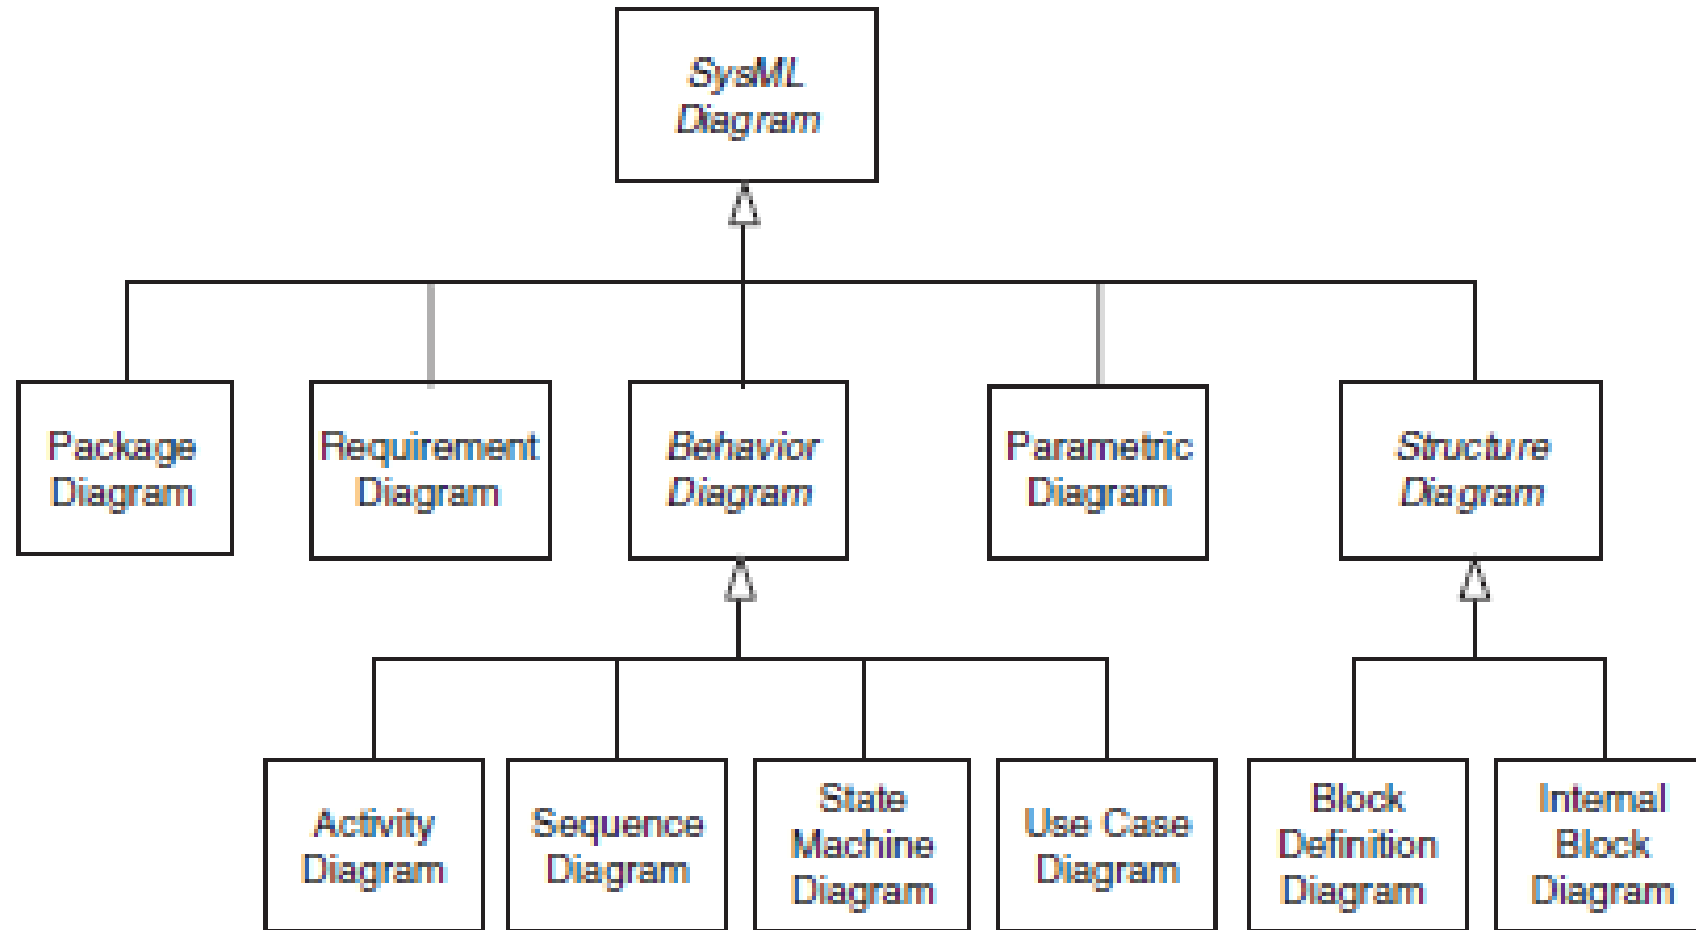 SysML
Diagram
Package
Diagram
Requirement
Diagram
Behavior
Diagram
Parametric
Diagram
Structure
Diagram
Activity
Diagram
Sequence
Diagram
State
Machine
Diagram
Use Case
Diagram
Block
Definition
Diagram
Internal
Block
Diagram